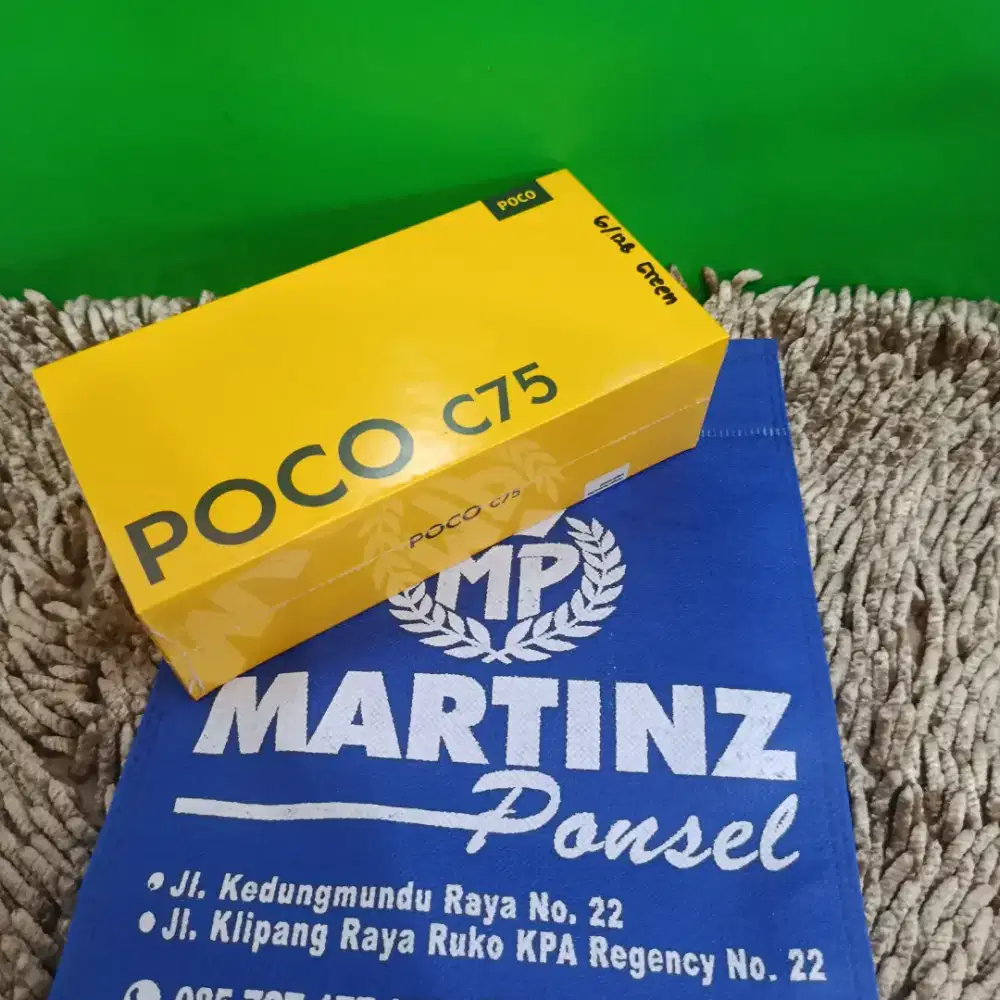 POCO
6/128 Green
POCO C75
POCO C75
MP
MARTINZ
Ponsel
Jl. Kedungmundu Raya No. 22
Jl. Klipang Raya Ruko KPA Regency No. 22